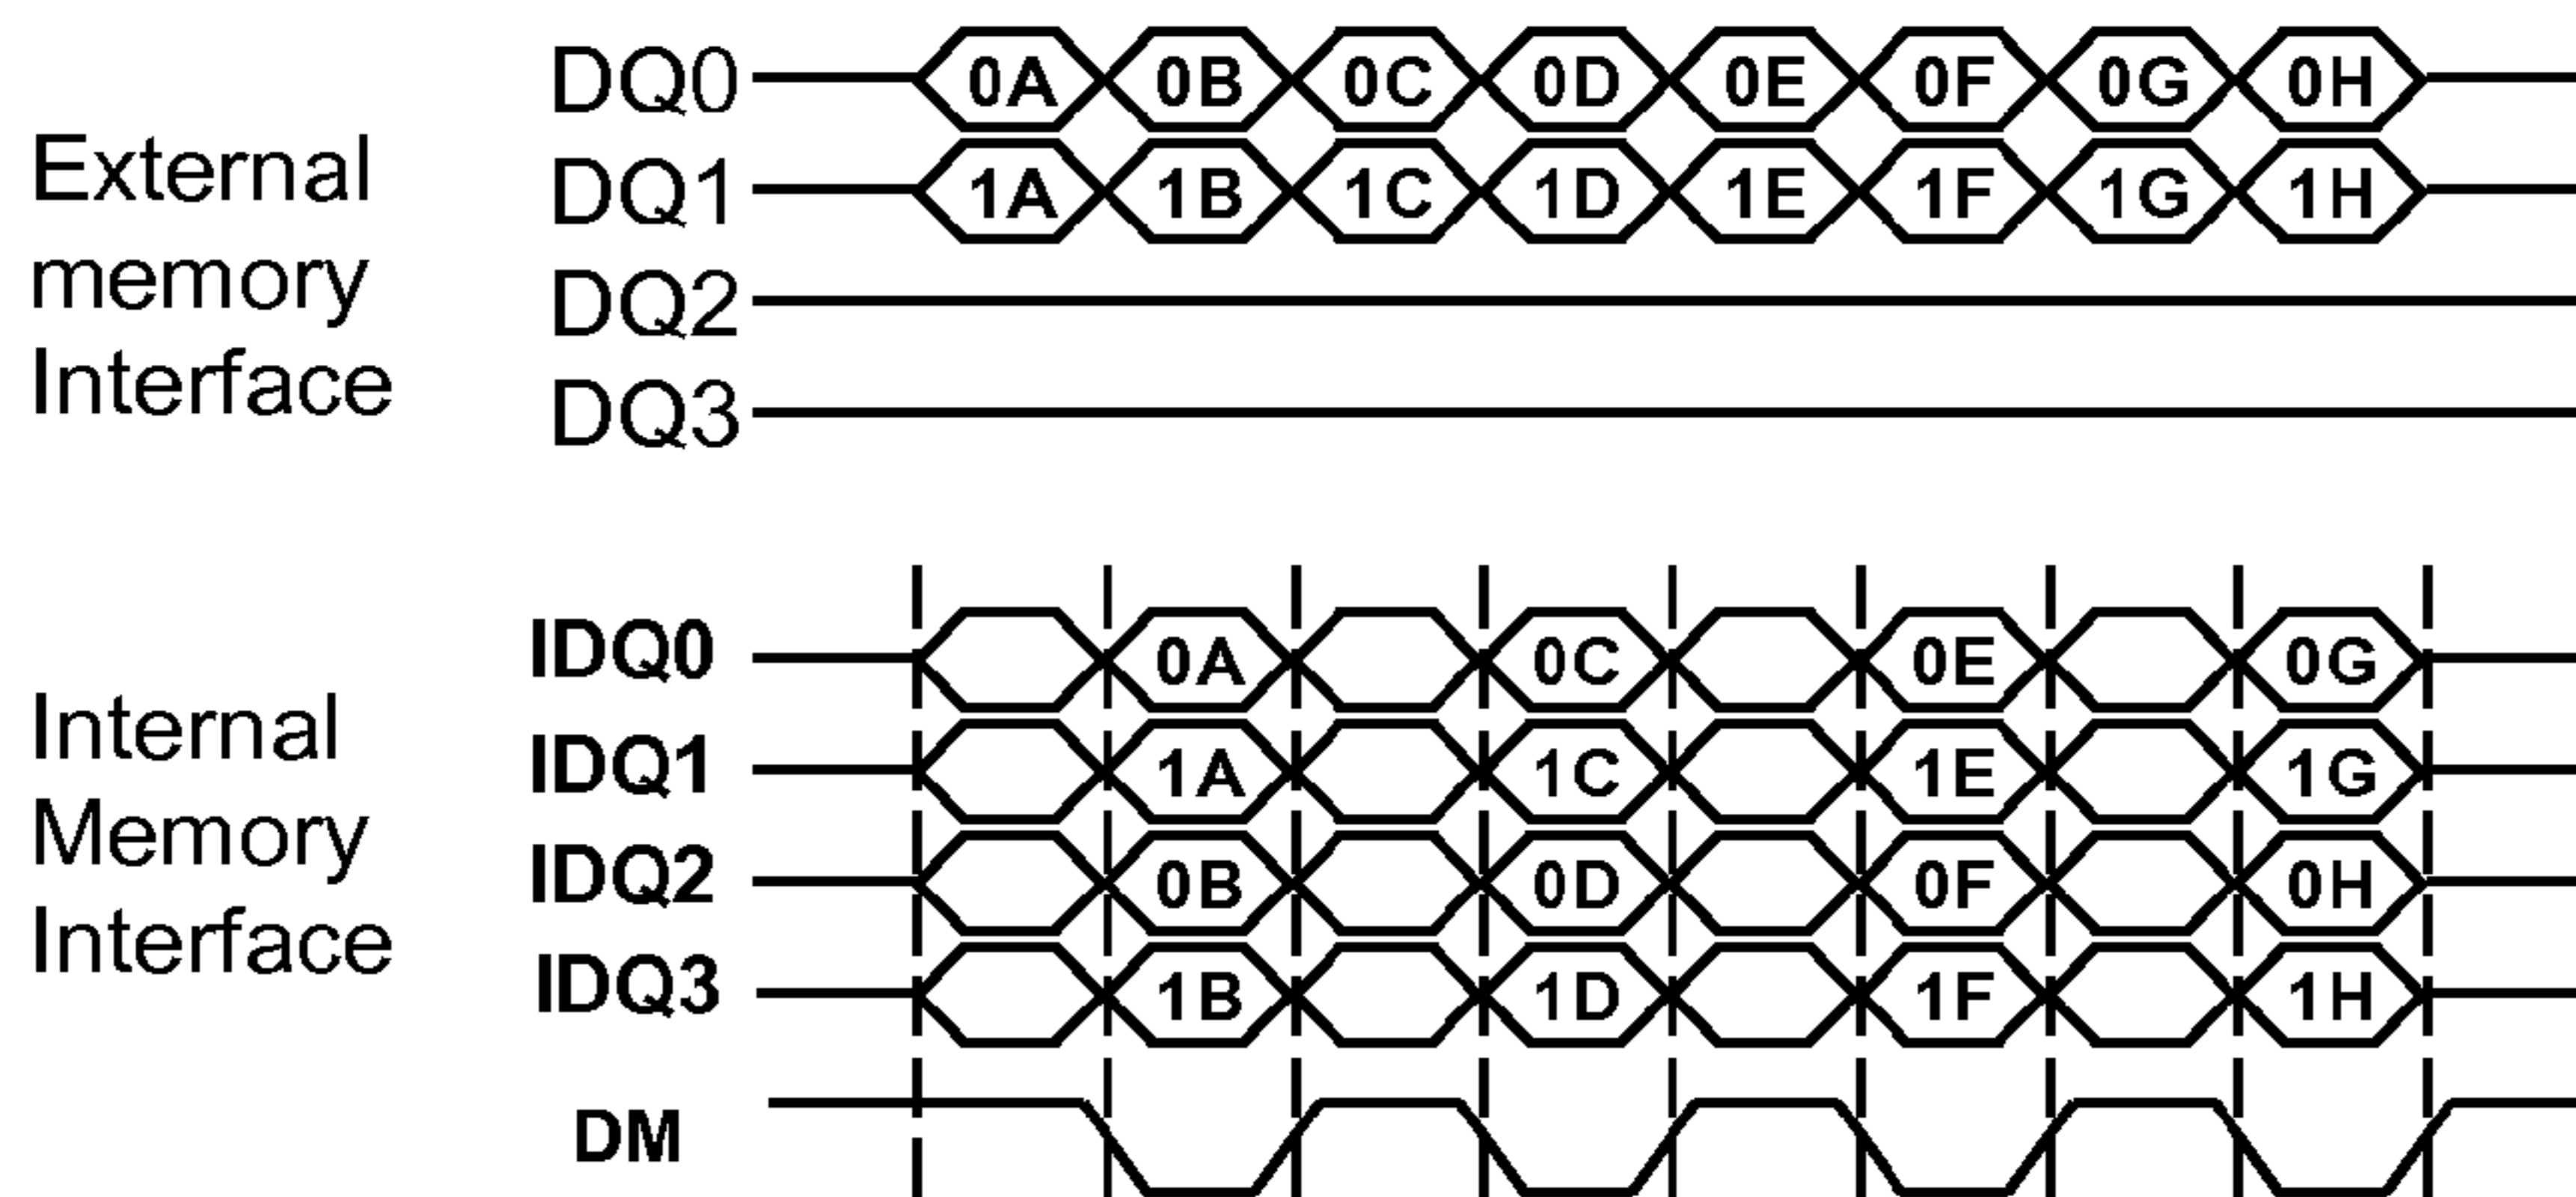 DQ0 0A 0B 0C 0D 0E 0F 0G 0H
DQ1 1A 1B 1C 1D 1E 1F 1G 1H
DQ2
DQ3
External
memory
Interface
IDQ0 0A 0C 0E 0G
IDQ1 1A 1C 1E 1G
IDQ2 0B 0D 0F 0H
IDQ3 1B 1D 1F 1H
Internal
Memory
Interface
DM